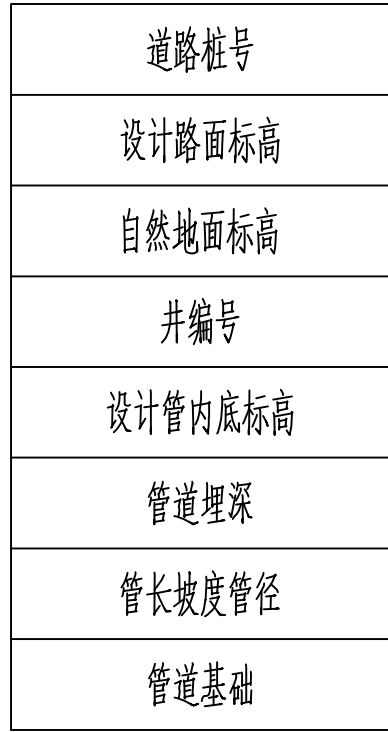 道路桩号
设计路面标高
自然地面标高
井编号
设计管内底标高
管道埋深
管长坡度管径
管道基础